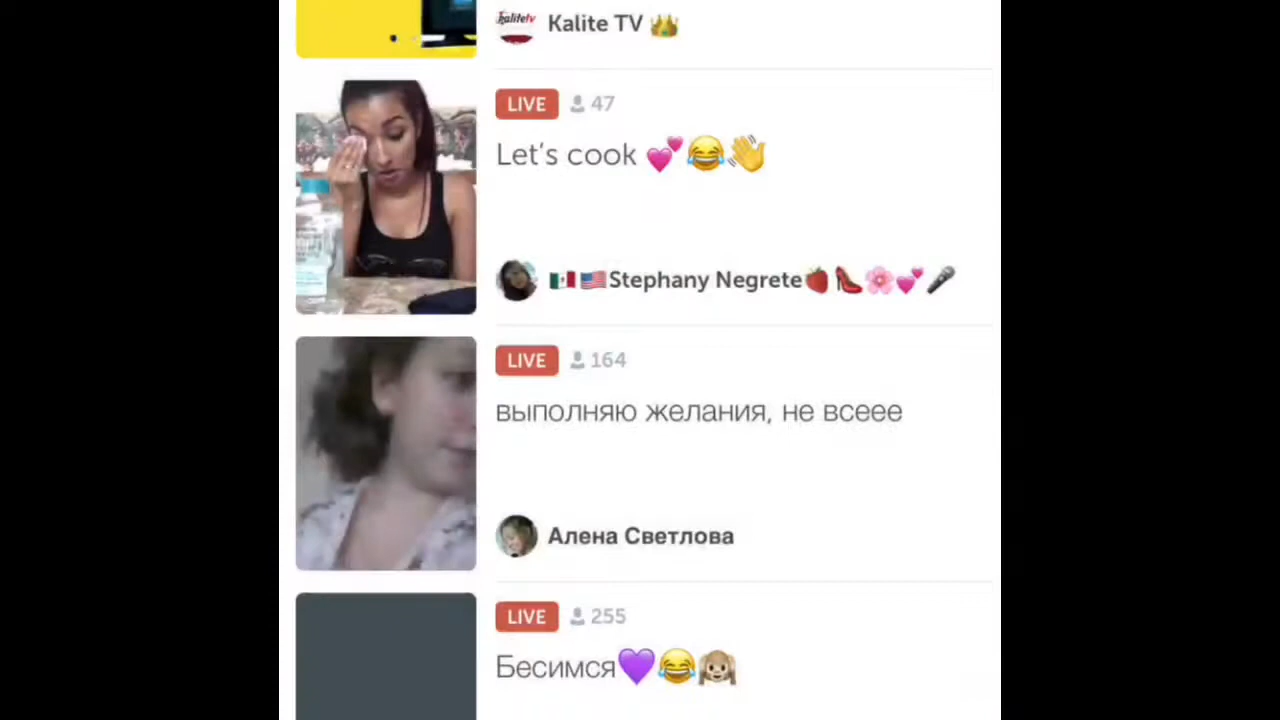 kalitetv
Kalite TV 👑
LIVE 47
Let's cook 💕😂👋
🇲🇽🇺🇸Stephany Negrete🍓👠🌸💕🎤
LIVE 164
выполняю желания, не всеее
Алена Светлова
LIVE 255
Бесимся💜😂🙉